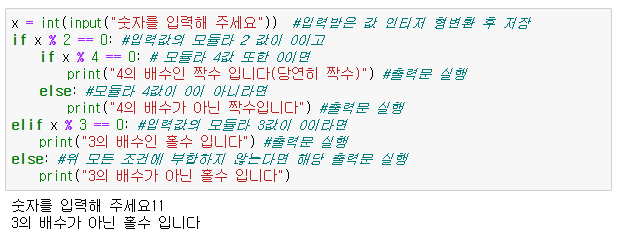 x = int(input("숫자를 입력해 주세요"))  #입력받은 값 인티저 형변환 후 저장
if x % 2 == 0: #입력값의 모듈라 2 값이 0이고
    if x % 4 == 0: # 모듈라 4값 또한 0이면
        print("4의 배수인 짝수 입니다(당연히 짝수)") #출력문 실행
    else: #모듈라 4값이 0이 아니라면
        print("4의 배수가 아닌 짝수입니다") #출력문 실행
elif x % 3 == 0: #입력값의 모듈라 3값이 0이라면
    print("3의 배수인 홀수 입니다") #출력문 실행
else: #위 모든 조건에 부합하지 않는다면 해당 출력문 실행
    print("3의 배수가 아닌 홀수 입니다")
숫자를 입력해 주세요11
3의 배수가 아닌 홀수 입니다